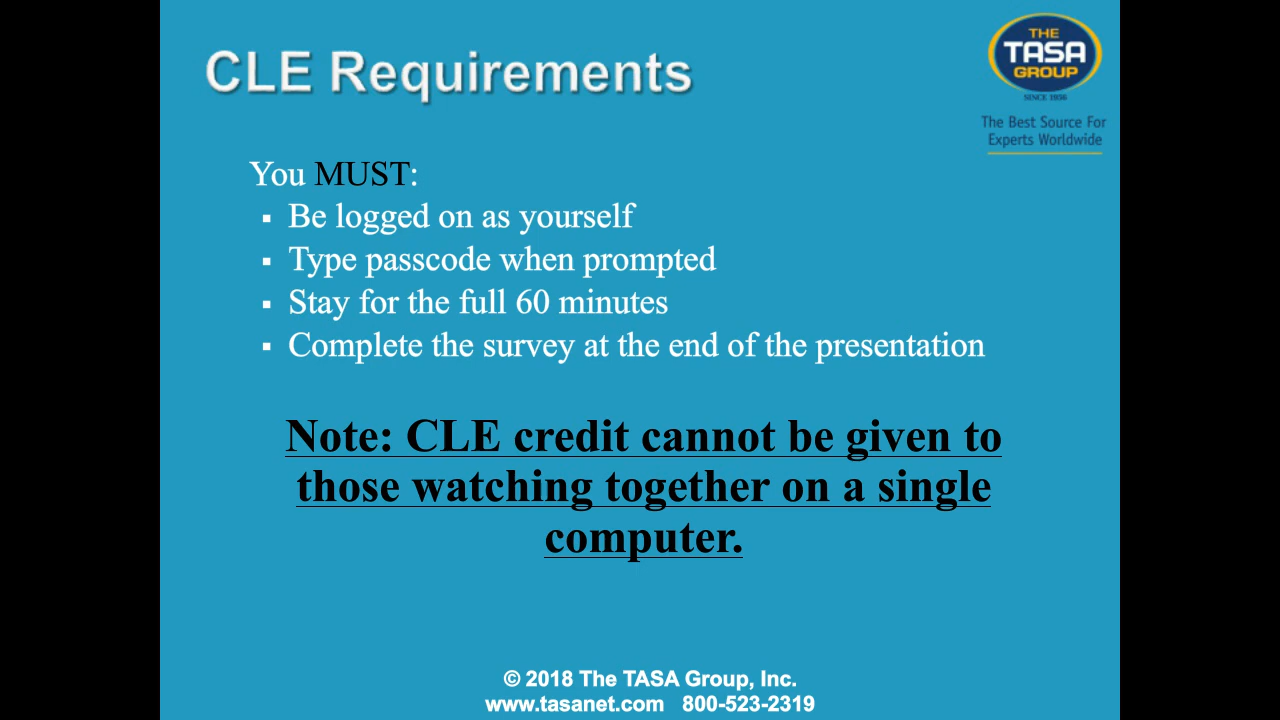 CLE Requirements
THE
TASA
GROUP
SINCE 1956
The Best Source For
Experts Worldwide
You MUST:
▪ Be logged on as yourself
▪ Type passcode when prompted
▪ Stay for the full 60 minutes
▪ Complete the survey at the end of the presentation
Note: CLE credit cannot be given to
those watching together on a single
computer.
© 2018 The TASA Group, Inc.
www.tasanet.com 800-523-2319